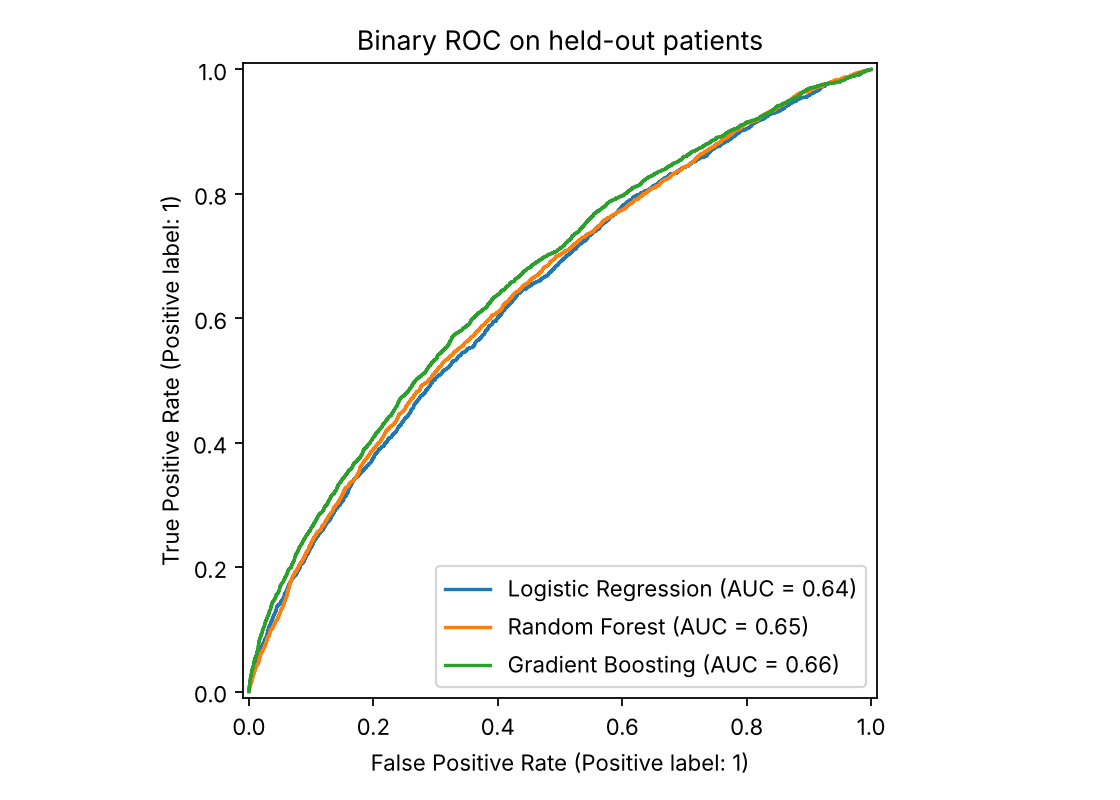 Binary ROC on held-out patients
True Positive Rate (Positive label: 1)
1.0
0.8
0.6
0.4
0.2
0.0
Logistic Regression (AUC = 0.64)
Random Forest (AUC = 0.65)
Gradient Boosting (AUC = 0.66)
0.0 0.2 0.4 0.6 0.8 1.0
False Positive Rate (Positive label: 1)